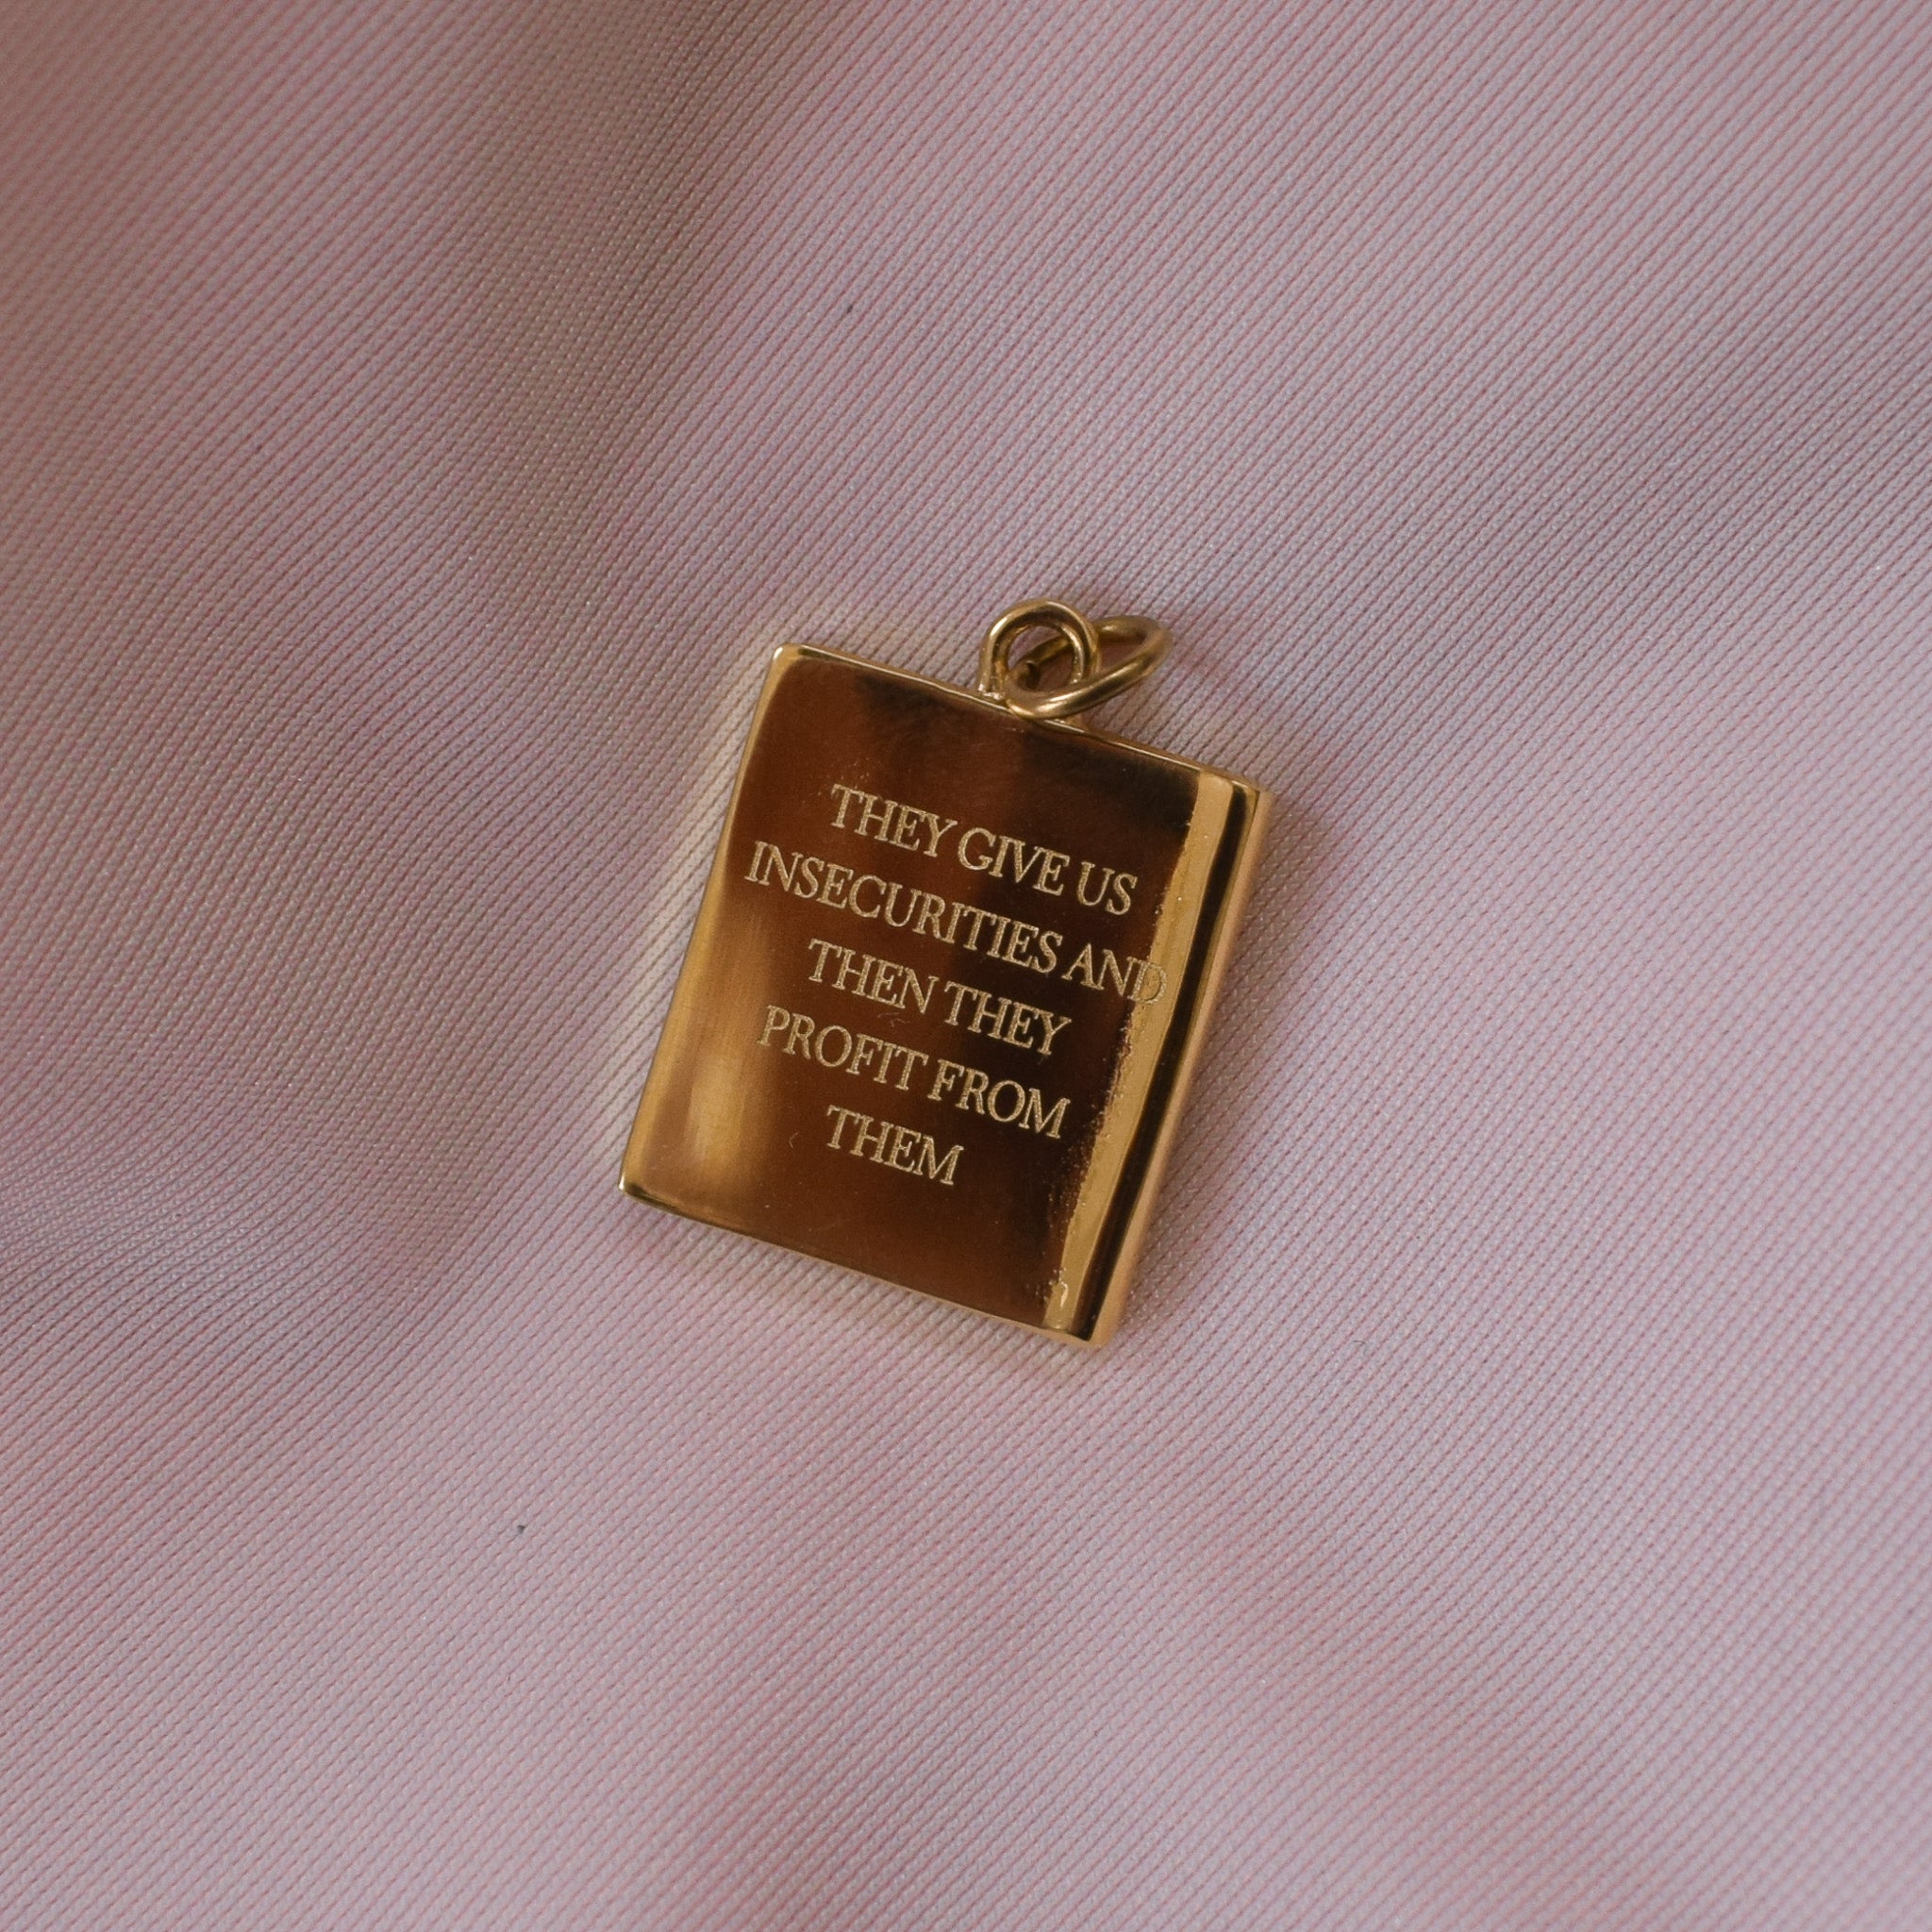 THEY GIVE US
INSECURITIES AND
THEN THEY
PROFIT FROM
THEM